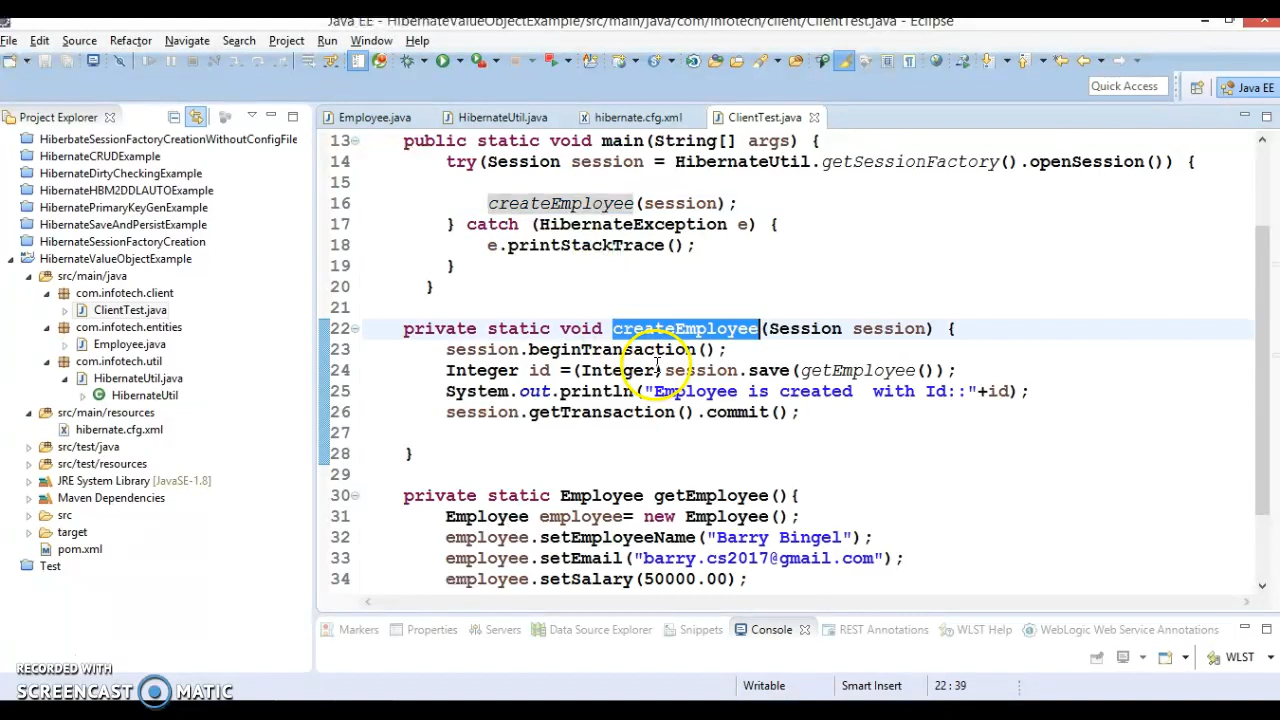 Java EE - HibernateValueObjectExample/src/main/java/com/infotech/client/ClientTest.java - Eclipse
File Edit Source Refactor Navigate Search Project Run Window Help
Quick Access Java EE
Project Explorer
HiberbateSessionFactoryCreationWithoutConfigFile
HibernateCRUDExample
HibernateDirtyCheckingExample
HibernateHBM2DDLAUTOExample
HibernatePrimaryKeyGenExample
HibernateSaveAndPersistExample
HibernateSessionFactoryCreation
HibernateValueObjectExample
src/main/java
com.infotech.client
ClientTest.java
com.infotech.entities
Employee.java
com.infotech.util
HibernateUtil.java
HibernateUtil
src/main/resources
hibernate.cfg.xml
src/test/java
src/test/resources
JRE System Library [JavaSE-1.8]
Maven Dependencies
src
target
pom.xml
Test
Employee.java HibernateUtil.java hibernate.cfg.xml ClientTest.java
13 public static void main(String[] args) {
14 try(Session session = HibernateUtil.getSessionFactory().openSession()) {
15
16 createEmployee(session);
17 } catch (HibernateException e) {
18 e.printStackTrace();
19 }
20 }
21
22 private static void createEmployee(Session session) {
23 session.beginTransaction();
24 Integer id =(Integer)session.save(getEmployee());
25 System.out.println("Employee is created  with Id::"+id);
26 session.getTransaction().commit();
27
28 }
29
30 private static Employee getEmployee(){
31 Employee employee= new Employee();
32 employee.setEmployeeName("Barry Bingel");
33 employee.setEmail("barry.cs2017@gmail.com");
34 employee.setSalary(50000.00);
Markers Properties Servers Data Source Explorer Snippets Console REST Annotations WLST Help WebLogic Web Service Annotations
WLST
Writable Smart Insert 22 : 39
RECORDED WITH
SCREENCAST MATIC